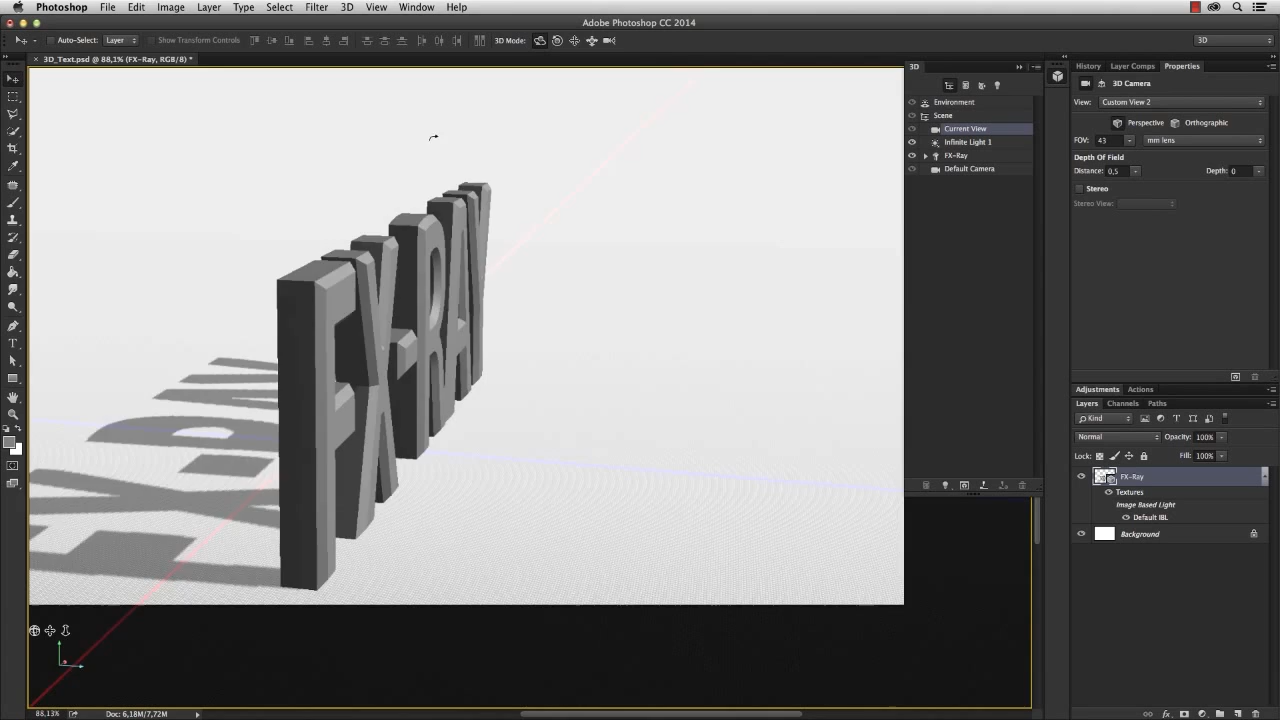 Photoshop File Edit Image Layer Type Select Filter 3D View Window Help
Adobe Photoshop CC 2014
Auto-Select: Layer Show Transform Controls 3D Mode: 3D
3D_Text.psd @ 88,1% (FX-Ray, RGB/8) *
3D
Environment
Scene
Current View
Infinite Light 1
FX-Ray
Default Camera
History Layer Comps Properties
3D Camera
View: Custom View 2
Perspective Orthographic
FOV: 43 mm lens
Depth Of Field
Distance: 0,5 Depth: 0
Stereo
Stereo View:
Adjustments Actions
Layers Channels Paths
Kind
Normal Opacity: 100%
Lock: Fill: 100%
FX-Ray
Textures
Image Based Light
Default IBL
Background
FX-RAY
88,13% Doc: 6,18M/7,72M